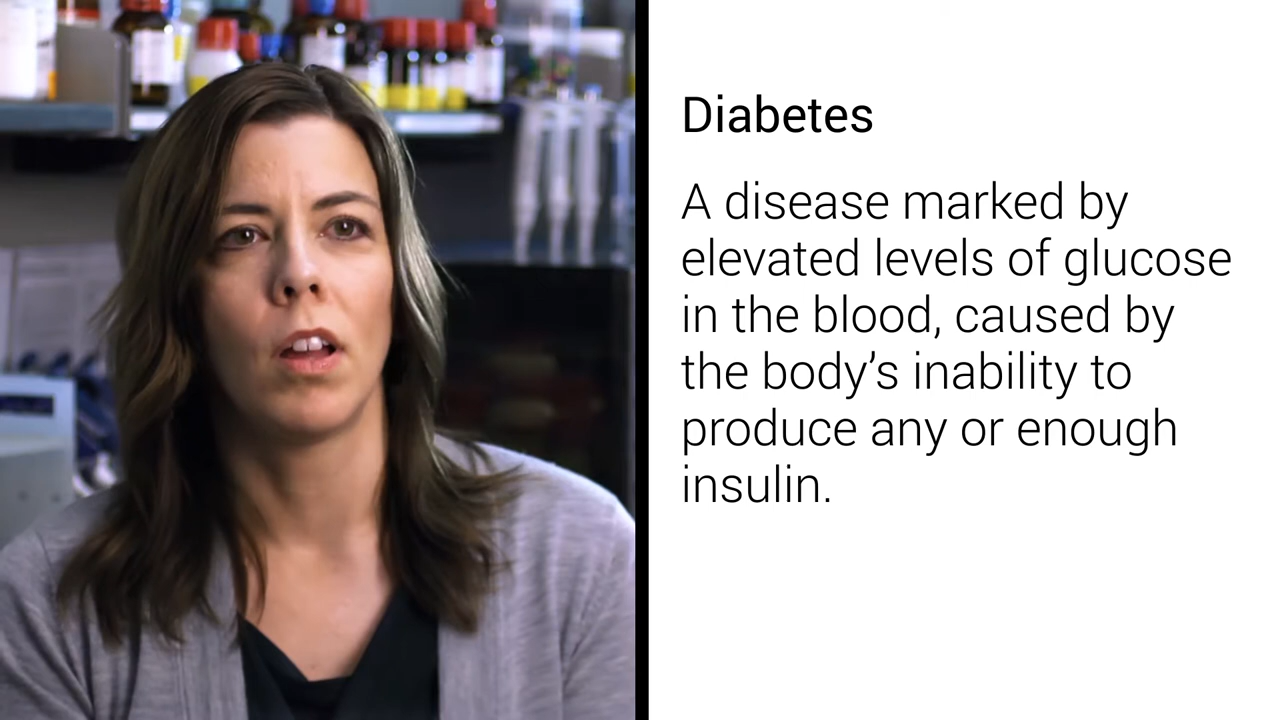 Diabetes
A disease marked by
elevated levels of glucose
in the blood, caused by
the body’s inability to
produce any or enough
insulin.